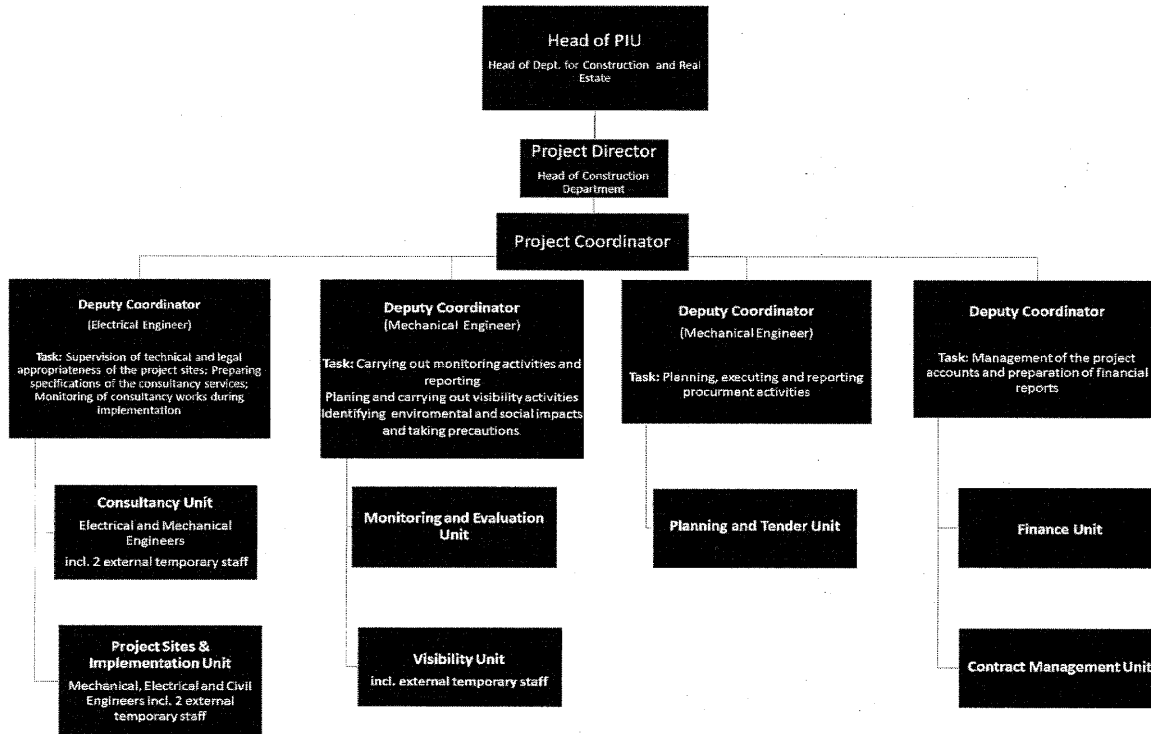 Head of PIU
Head of Dept. for Construction and Real
Estate
Project Director
Head of Construction
Department
Project Coordinator
Deputy Coordinator
(Electrical Engineer)
Task: Supervision of technical and legal
appropriateness of the project sites; Preparing
specifications of the consultancy services;
Monitoring of consultancy works during
implementation
Deputy Coordinator
(Mechanical Engineer)
Task: Carrying out monitoring activities and
reporting
Planing and carrying out visibility activities
Identifying enviromental and social impacts
and taking precautions
Deputy Coordinator
(Mechanical Engineer)
Task: Planning, executing and reporting
procurment activities
Deputy Coordinator
Task: Management of the project
accounts and preparation of financial
reports
Consultancy Unit
Electrical and Mechanical
Engineers
incl. 2 external temporary staff
Monitoring and Evaluation
Unit
Planning and Tender Unit
Finance Unit
Project Sites &
Implementation Unit
Mechanical, Electrical and Civil
Engineers incl. 2 external
temporary staff
Visibility Unit
incl. external temporary staff
Contract Management Unit